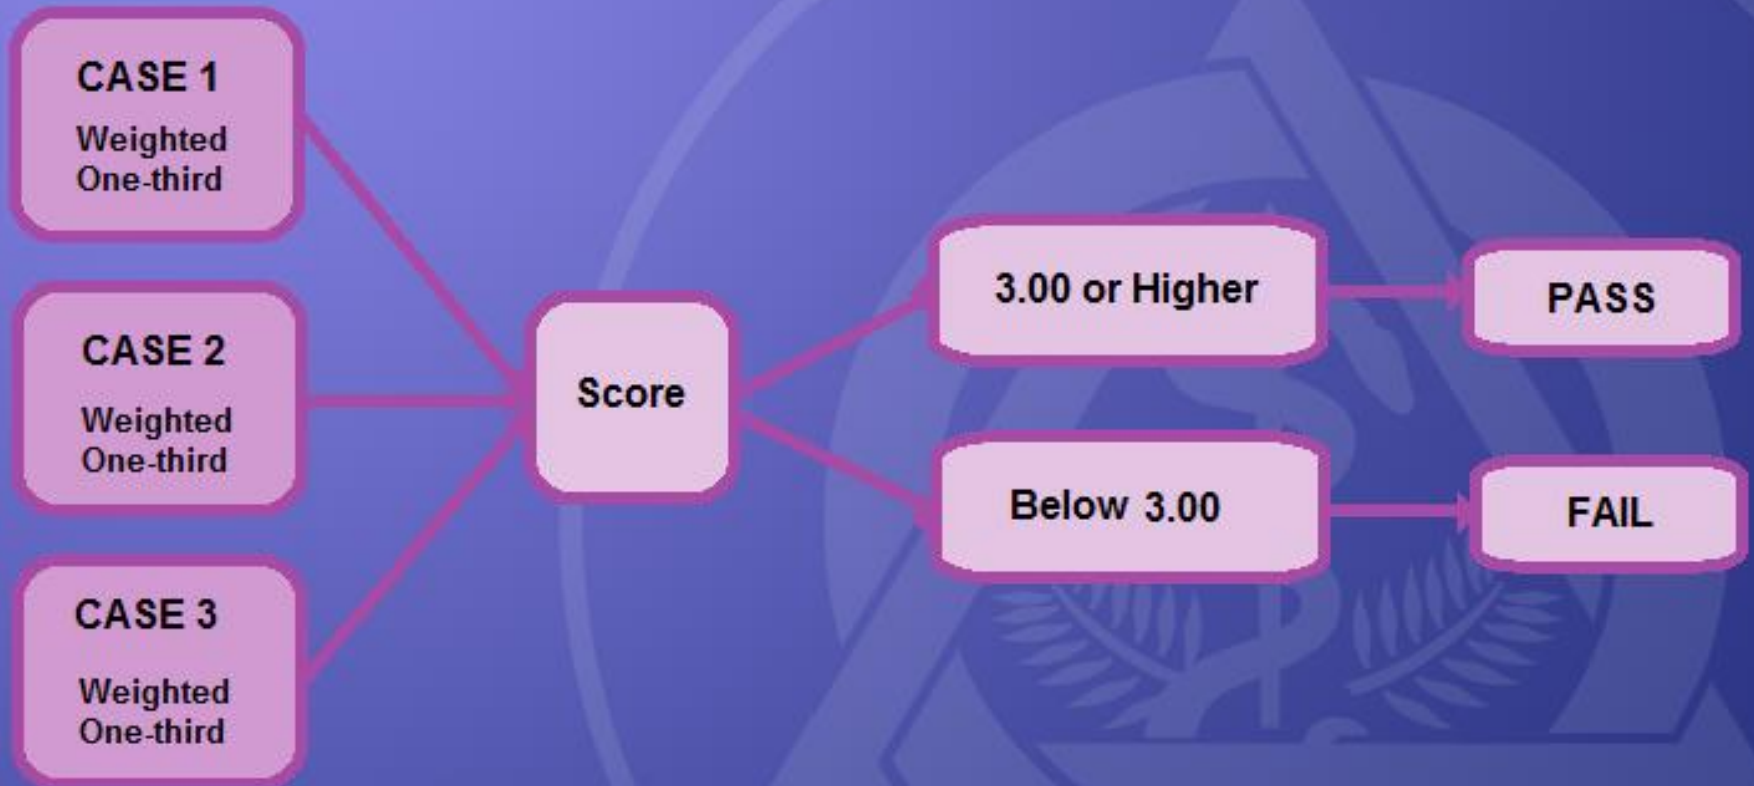 CASE 1
Weighted
One-third
CASE 2
Weighted
One-third
CASE 3
Weighted
One-third
Score
3.00 or Higher
PASS
Below 3.00
FAIL